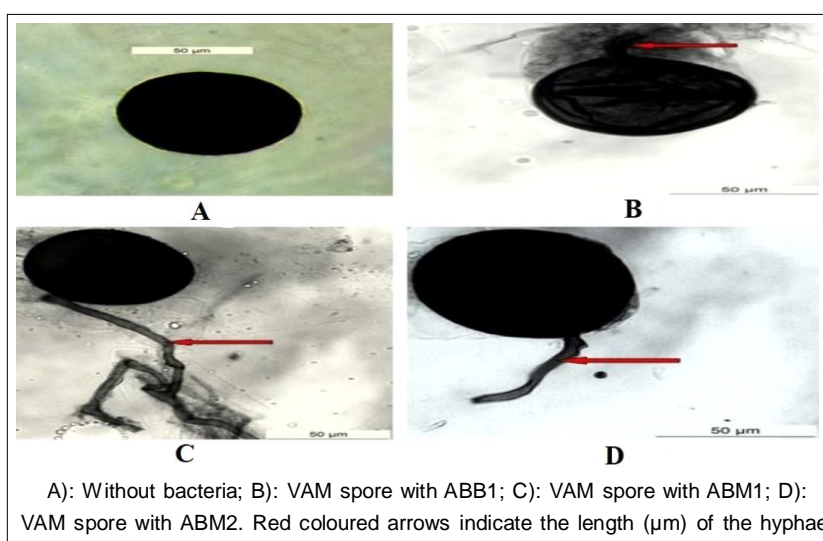 50 µm
A
50 µm
B
50 µm
C
50 µm
D
A): Without bacteria; B): VAM spore with ABB1; C): VAM spore with ABM1; D):
VAM spore with ABM2. Red coloured arrows indicate the length (µm) of the hyphae